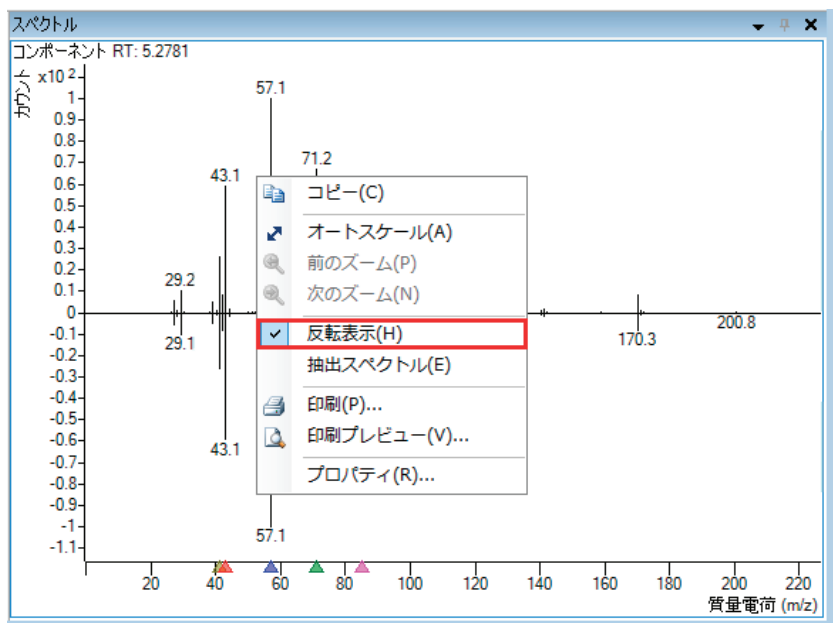 スペクトル
コンポーネント RT: 5.2781
カウント
x10 2
1
0.9
0.8
0.7
0.6
0.5
0.4
0.3
0.2
0.1
0
-0.1
-0.2
-0.3
-0.4
-0.5
-0.6
-0.7
-0.8
-0.9
-1
-1.1
57.1
71.2
43.1
29.2
29.1
43.1
57.1
170.3
200.8
コピー(C)
オートスケール(A)
前のズーム(P)
次のズーム(N)
反転表示(H)
抽出スペクトル(E)
印刷(P)...
印刷プレビュー(V)...
プロパティ(R)...
20 40 60 80 100 120 140 160 180 200 220
質量電荷 (m/z)